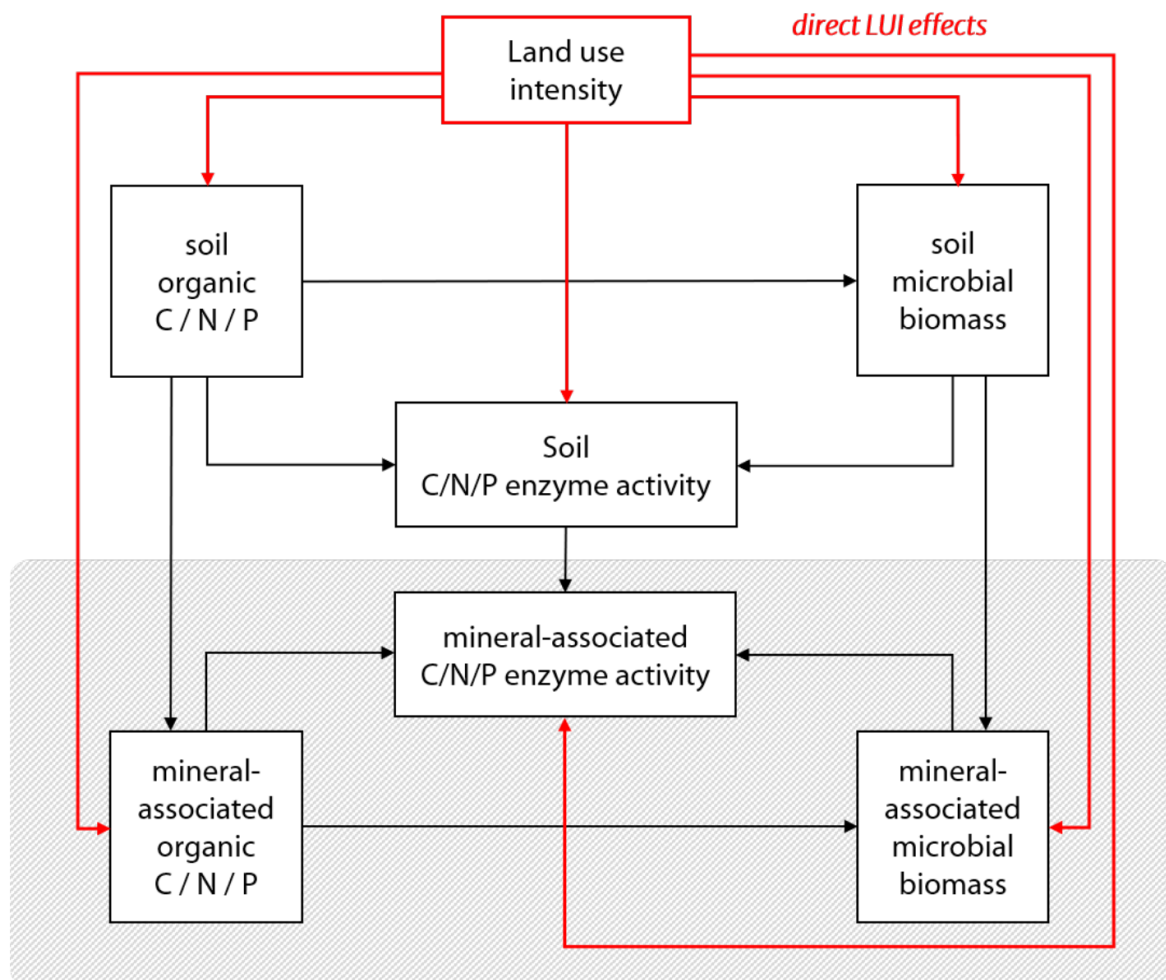 direct LUI effects
Land use
intensity
soil
organic
C / N / P
soil
microbial
biomass
Soil
C/N/P enzyme activity
mineral-associated
C/N/P enzyme activity
mineral-
associated
organic
C / N / P
mineral-
associated
microbial
biomass